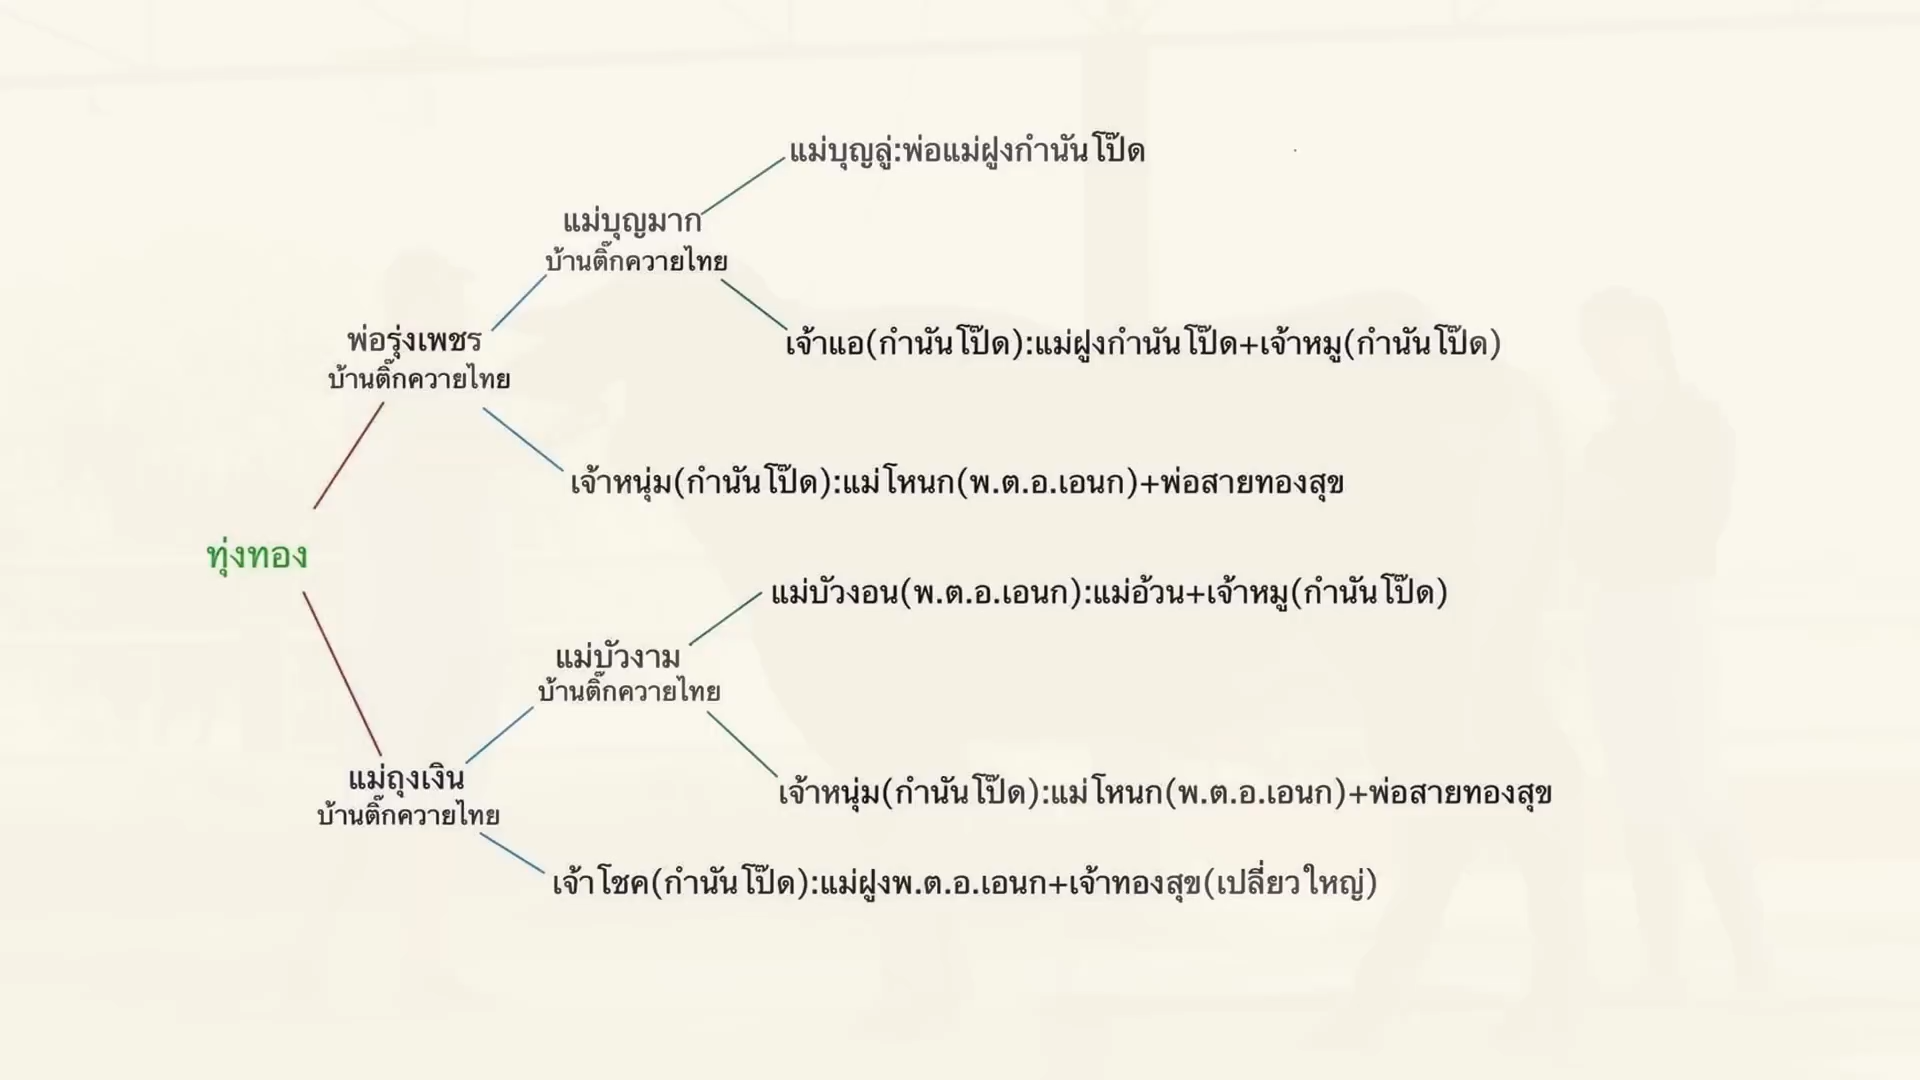 แม่บุญลู่:พ่อแม่ฝูงกำนันโป๊ด
แม่บุญมาก
บ้านติ๊กควายไทย
พ่อรุ่งเพชร
บ้านติ๊กควายไทย
เจ้าแอ(กำนันโป๊ด):แม่ฝูงกำนันโป๊ด+เจ้าหมู(กำนันโป๊ด)
เจ้าหนุ่ม(กำนันโป๊ด):แม่โหนก(พ.ต.อ.เอนก)+พ่อสายทองสุข
ทุ่งทอง
แม่บัวงอน(พ.ต.อ.เอนก):แม่อ้วน+เจ้าหมู(กำนันโป๊ด)
แม่บัวงาม
บ้านติ๊กควายไทย
แม่ถุงเงิน
บ้านติ๊กควายไทย
เจ้าหนุ่ม(กำนันโป๊ด):แม่โหนก(พ.ต.อ.เอนก)+พ่อสายทองสุข
เจ้าโชค(กำนันโป๊ด):แม่ฝูงพ.ต.อ.เอนก+เจ้าทองสุข(เปลี่ยวใหญ่)